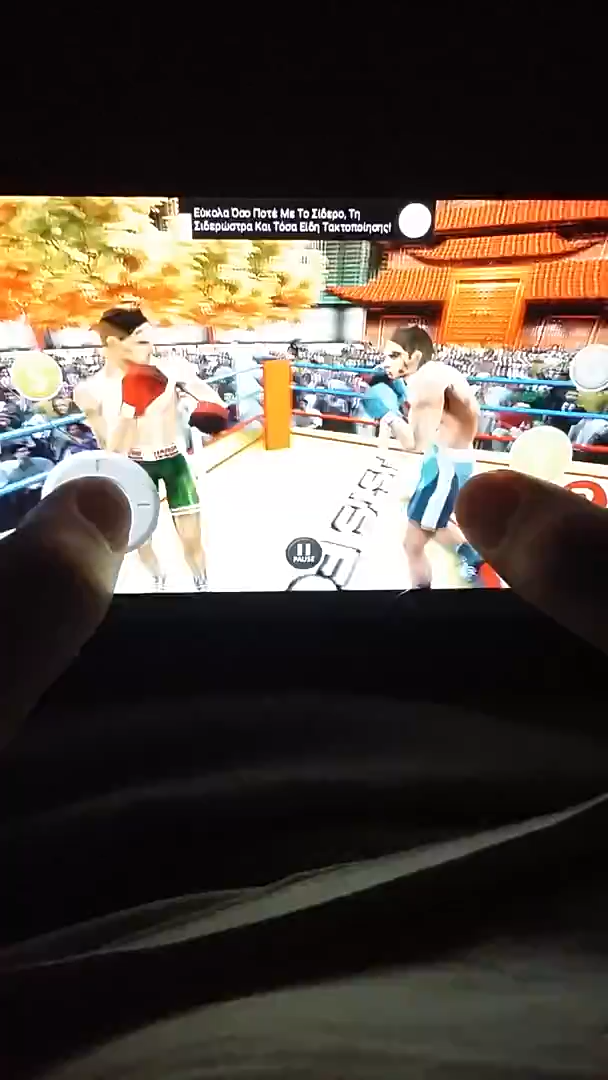 Εύκολα Όσο Ποτέ Με Το Σίδερο, Τη
Σιδερώστρα Και Τόσα Είδη Τακτοποίησης!
PAUSE